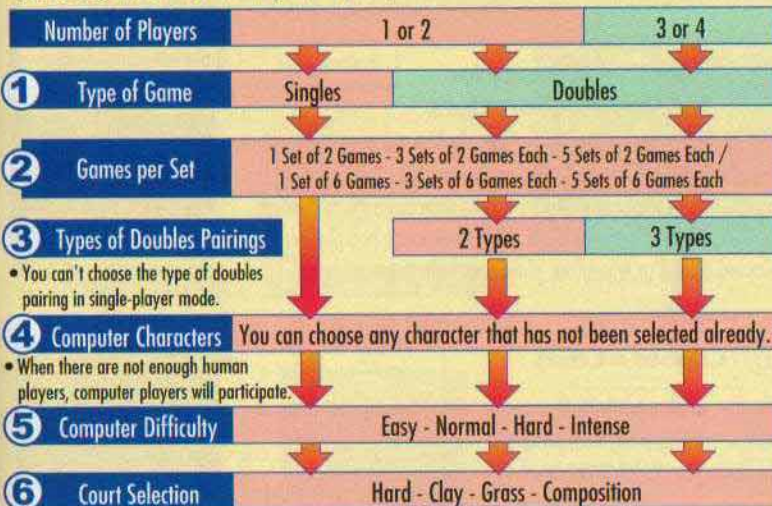 Number of Players 1 or 2 3 or 4
1 Type of Game Singles Doubles
2 Games per Set
1 Set of 2 Games - 3 Sets of 2 Games Each - 5 Sets of 2 Games Each /
1 Set of 6 Games - 3 Sets of 6 Games Each - 5 Sets of 6 Games Each
3 Types of Doubles Pairings 2 Types 3 Types
• You can't choose the type of doubles
pairing in single-player mode.
4 Computer Characters You can choose any character that has not been selected already.
• When there are not enough human
players, computer players will participate.
5 Computer Difficulty Easy - Normal - Hard - Intense
6 Court Selection Hard - Clay - Grass - Composition